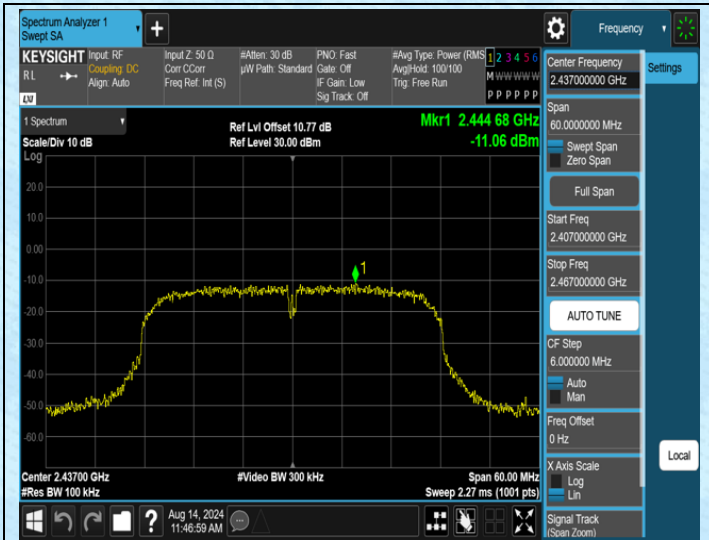 Spectrum Analyzer 1
Swept SA
+
Frequency
KEYSIGHT
RL
LXI
Input: RF
Coupling: DC
Align: Auto
Input Z: 50 Ω
Corr CCorr
Freq Ref: Int (S)
#Atten: 30 dB
µW Path: Standard
PNO: Fast
Gate: Off
IF Gain: Low
Sig Track: Off
#Avg Type: Power (RMS
Avg|Hold: 100/100
Trig: Free Run
1 2 3 4 5 6
M W W W W W
P P P P P P
Center Frequency
2.437000000 GHz
Settings
Span
60.0000000 MHz
Swept Span
Zero Span
Full Span
Start Freq
2.407000000 GHz
Stop Freq
2.467000000 GHz
AUTO TUNE
CF Step
6.000000 MHz
Auto
Man
Freq Offset
0 Hz
X Axis Scale
Log
Lin
Signal Track
(Span Zoom)
Local
1 Spectrum
Scale/Div 10 dB
Log
Ref Lvl Offset 10.77 dB
Ref Level 30.00 dBm
Mkr1 2.444 68 GHz
-11.06 dBm
20.0
10.0
0.00
-10.0
-20.0
-30.0
-40.0
-50.0
-60.0
1
Center 2.43700 GHz
#Res BW 100 kHz
#Video BW 300 kHz
Span 60.00 MHz
Sweep 2.27 ms (1001 pts)
?
Aug 14, 2024
11:46:59 AM